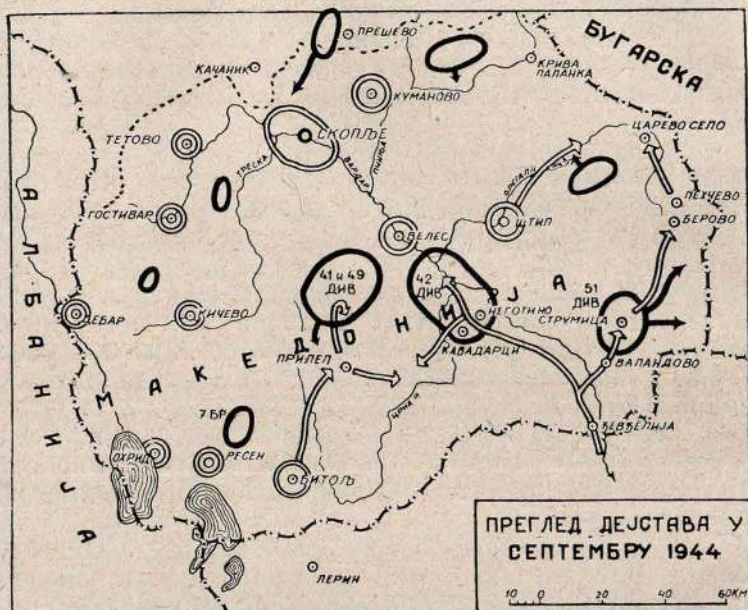 ПРЕШЕВО
БУГАРСКА
КАЧАНИК
КРИВА
ПАЛАНКА
КУМАНОВО
ТЕТОВО
СКОПЉЕ
ЦАРЕВО СЕЛО
ТРЕСКА
ВАРДАР
ПЧИЊА
ПЕХЧЕВО
ГОСТИВАР
ВЕЛЕС
ШТИП
БЕРОВО
АЛБАНИЈА
41 и 49
ДИВ
42
ДИВ
51
ДИВ
ДЕБАР
КИЧЕВО
НЕГОТИНО
СТРУМИЦА
КАВАДАРЦИ
МАКЕДОНИЈА
ПРИЛЕП
ВАЛАНДОВО
7 БР
ЦРНА Р
ЂЕВЂЕЛИЈА
ОХРИД
РЕСЕН
БИТОЉ
ЛЕРИН
ПРЕГЛЕД ДЕЈСТАВА У
СЕПТЕМБРУ 1944
10 0 20 40 60КМ